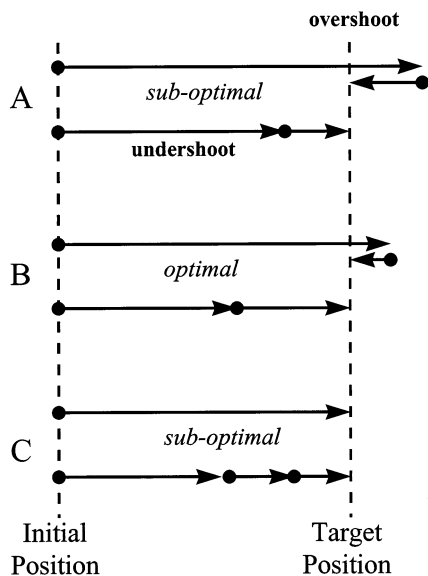 overshoot
A
sub-optimal
undershoot
B
optimal
C
sub-optimal
Initial
Position
Target
Position